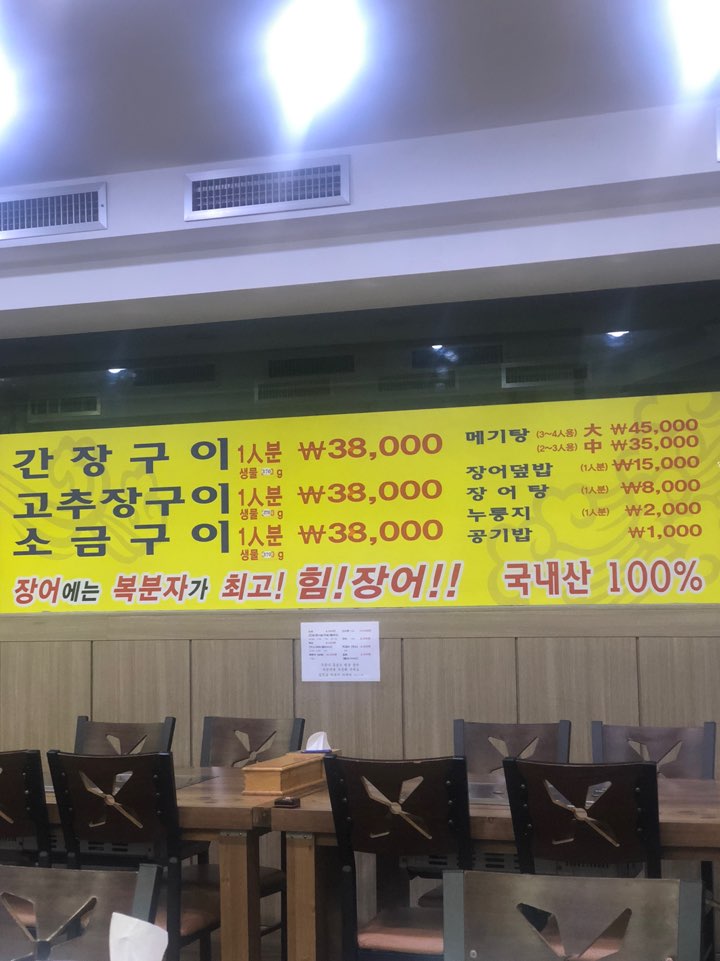 간장구이 1인분 ₩38,000
생물 g
고추장구이 1인분 ₩38,000
생물 g
소금구이 1인분 ₩38,000
생물 g
메기탕 (3~4人용) 大 ₩45,000
(2~3人용) 中 ₩35,000
장어덮밥 (1人분) ₩15,000
장어탕 (1人분) ₩8,000
누룽지 (1人분) ₩2,000
공기밥 ₩1,000
장어에는 복분자가 최고! 힘!장어!! 국내산 100%